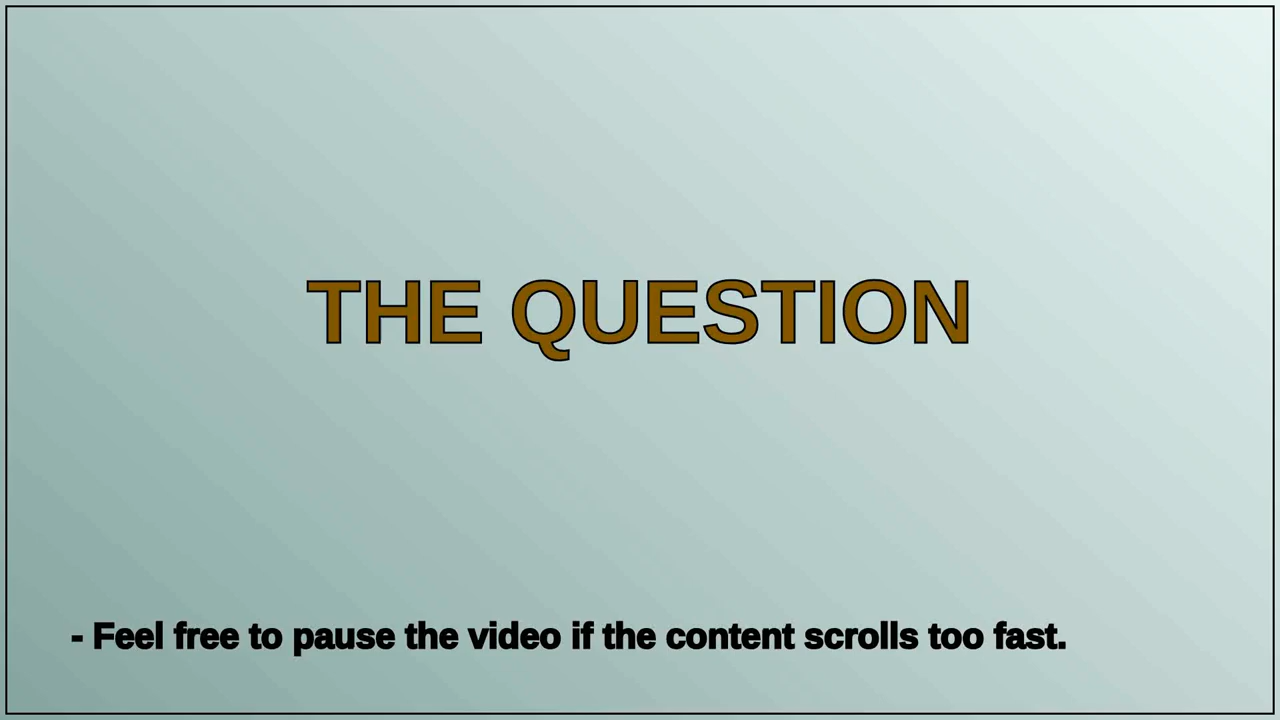 THE QUESTION
- Feel free to pause the video if the content scrolls too fast.